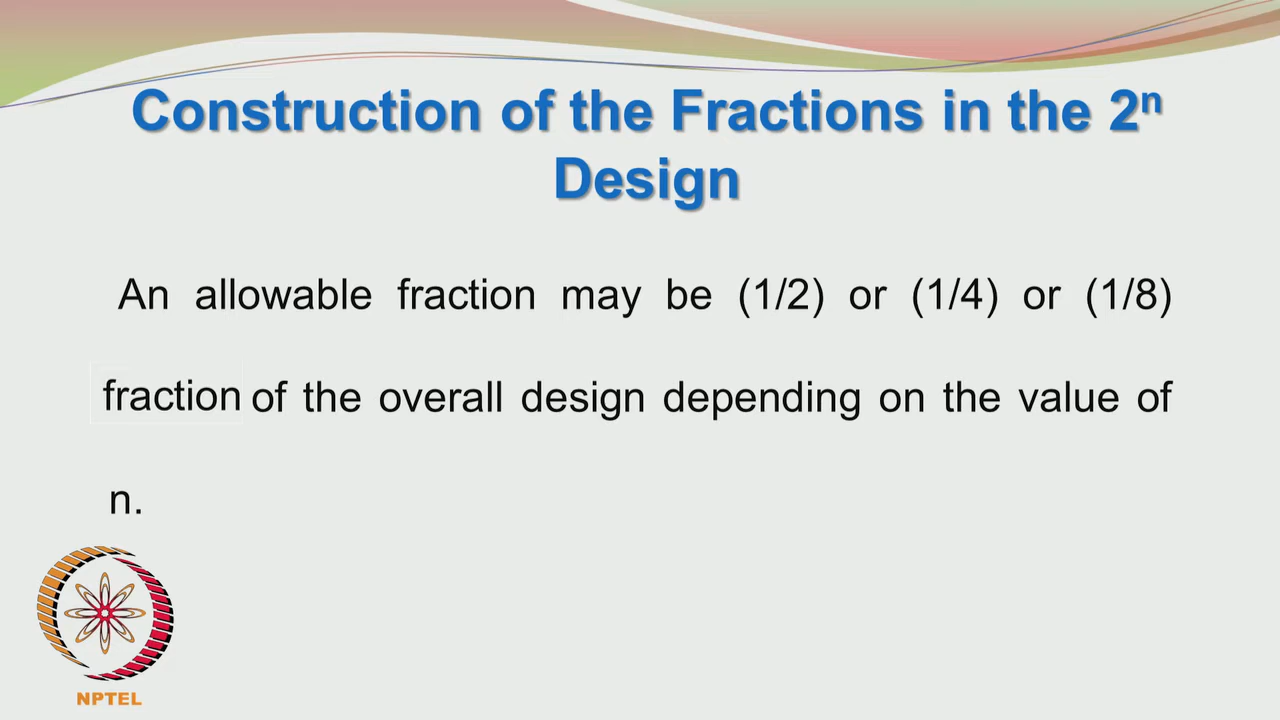 Construction of the Fractions in the 2ⁿ
Design
An allowable fraction may be (1/2) or (1/4) or (1/8)
fraction of the overall design depending on the value of
n.
NPTEL